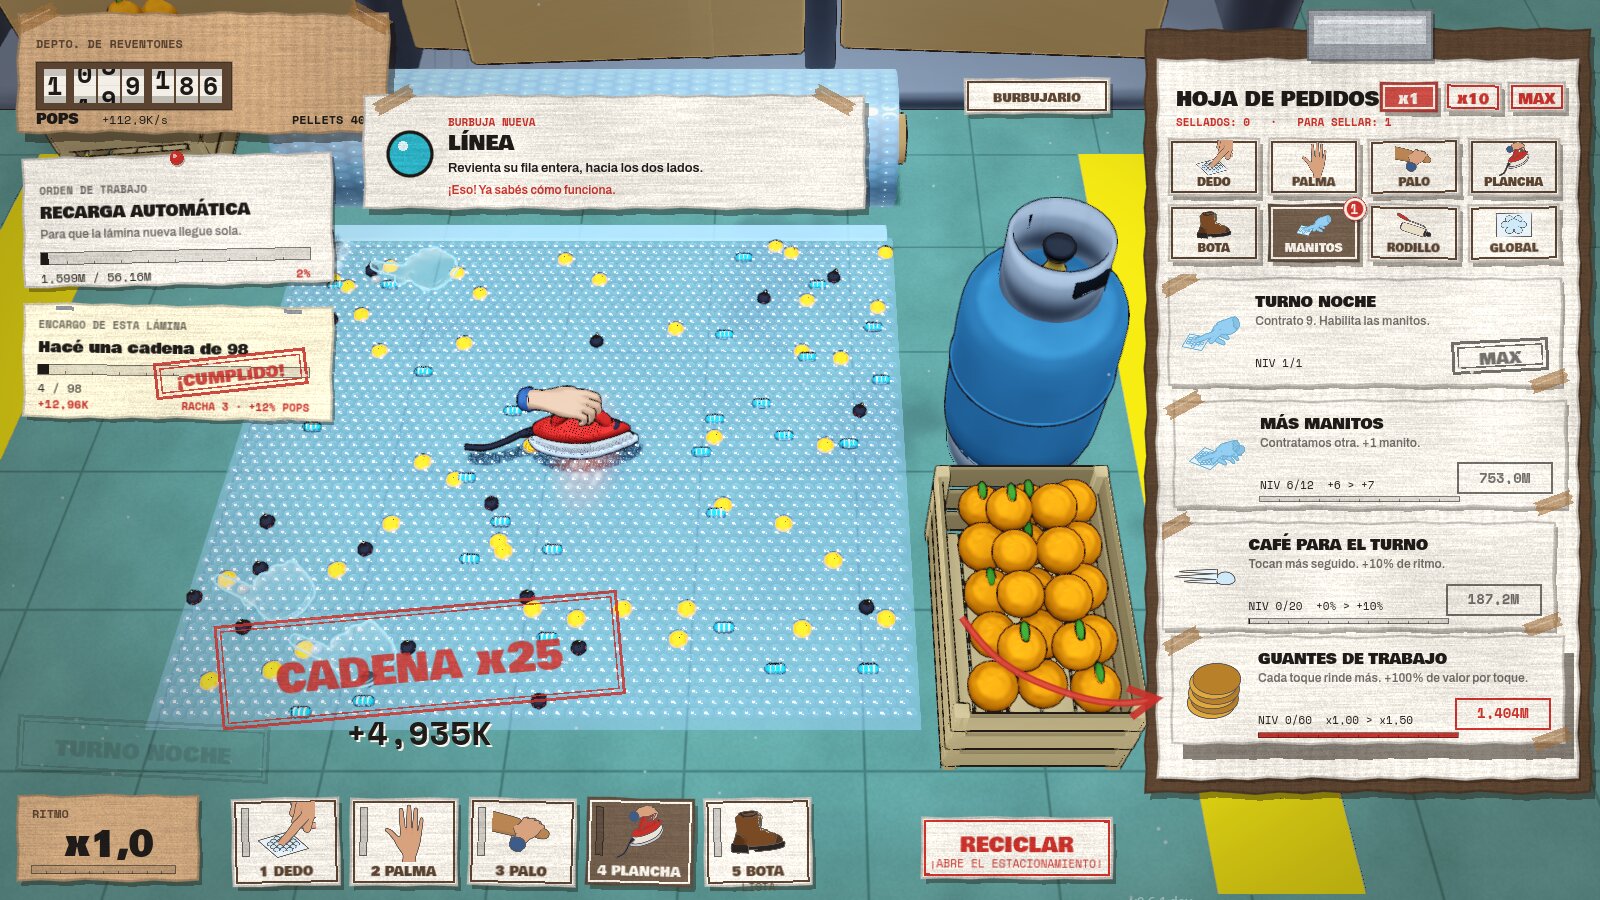 DEPTO. DE REVENTONES
POPS +112,9K/s PELLETS 40
ORDEN DE TRABAJO
RECARGA AUTOMÁTICA
Para que la lámina nueva llegue sola.
1,599M / 56,16M 2%
ENCARGO DE ESTA LÁMINA
Hacé una cadena de 98
¡CUMPLIDO!
4 / 98
+12,96K RACHA 3 · +12% POPS
BURBUJA NUEVA
LÍNEA
Revienta su fila entera, hacia los dos lados.
¡Eso! Ya sabés cómo funciona.
BURBUJARIO
CADENA x25
+4,935K
TURNO NOCHE
RITMO
x1,0
1 DEDO
2 PALMA
3 PALO
4 PLANCHA
5 BOTA
LISTA
RECICLAR
¡ABRE EL ESTACIONAMIENTO!
HOJA DE PEDIDOS x1 x10 MAX
SELLADOS: 0 · PARA SELLAR: 1
DEDO PALMA PALO PLANCHA
BOTA MANITOS 1 RODILLO GLOBAL
TURNO NOCHE
Contrato 9. Habilita las manitos.
NIV 1/1 MAX
MÁS MANITOS
Contratamos otra. +1 manito.
NIV 6/12 +6 > +7 753,0M
CAFÉ PARA EL TURNO
Tocan más seguido. +10% de ritmo.
NIV 0/20 +0% > +10% 187,2M
GUANTES DE TRABAJO
Cada toque rinde más. +100% de valor por toque.
NIV 0/60 x1,00 > x1,50 1,404M